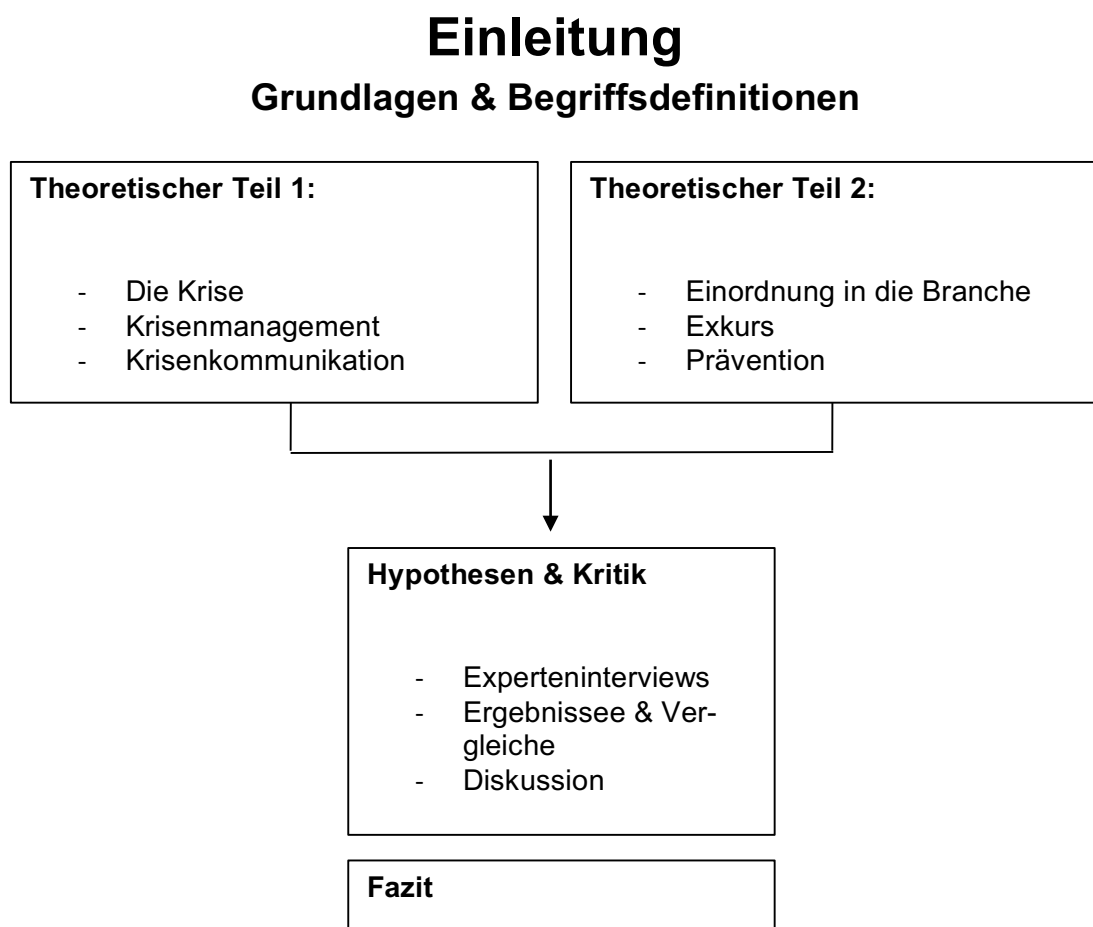 Einleitung
Grundlagen & Begriffsdefinitionen
Theoretischer Teil 1:
- Die Krise
- Krisenmanagement
- Krisenkommunikation
Theoretischer Teil 2:
- Einordnung in die Branche
- Exkurs
- Prävention
Hypothesen & Kritik
- Experteninterviews
- Ergebnissee & Ver-
gleiche
- Diskussion
Fazit